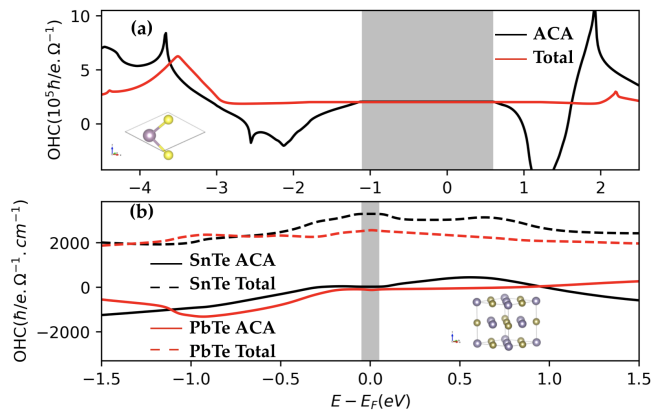 (a)
ACA
Total
OHC(10⁵ħ/e.Ω⁻¹)
10
5
0
−4 −3 −2 −1 0 1 2
(b)
SnTe ACA
SnTe Total
PbTe ACA
PbTe Total
OHC(ħ/e.Ω⁻¹.cm⁻¹)
2000
0
−2000
−1.5 −1.0 −0.5 0.0 0.5 1.0 1.5
E − E_F(eV)